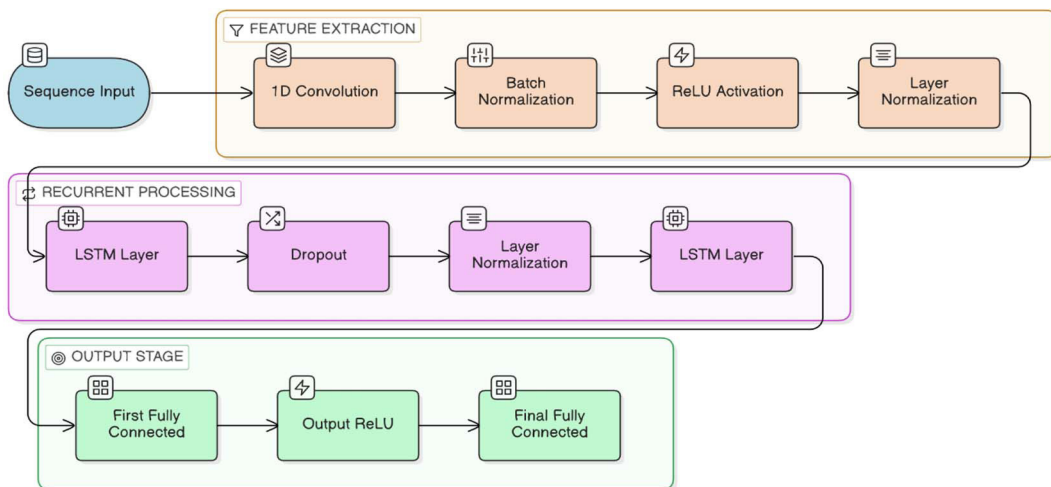 FEATURE EXTRACTION
Sequence Input
1D Convolution
Batch
Normalization
ReLU Activation
Layer
Normalization
RECURRENT PROCESSING
LSTM Layer
Dropout
Layer
Normalization
LSTM Layer
OUTPUT STAGE
First Fully
Connected
Output ReLU
Final Fully
Connected